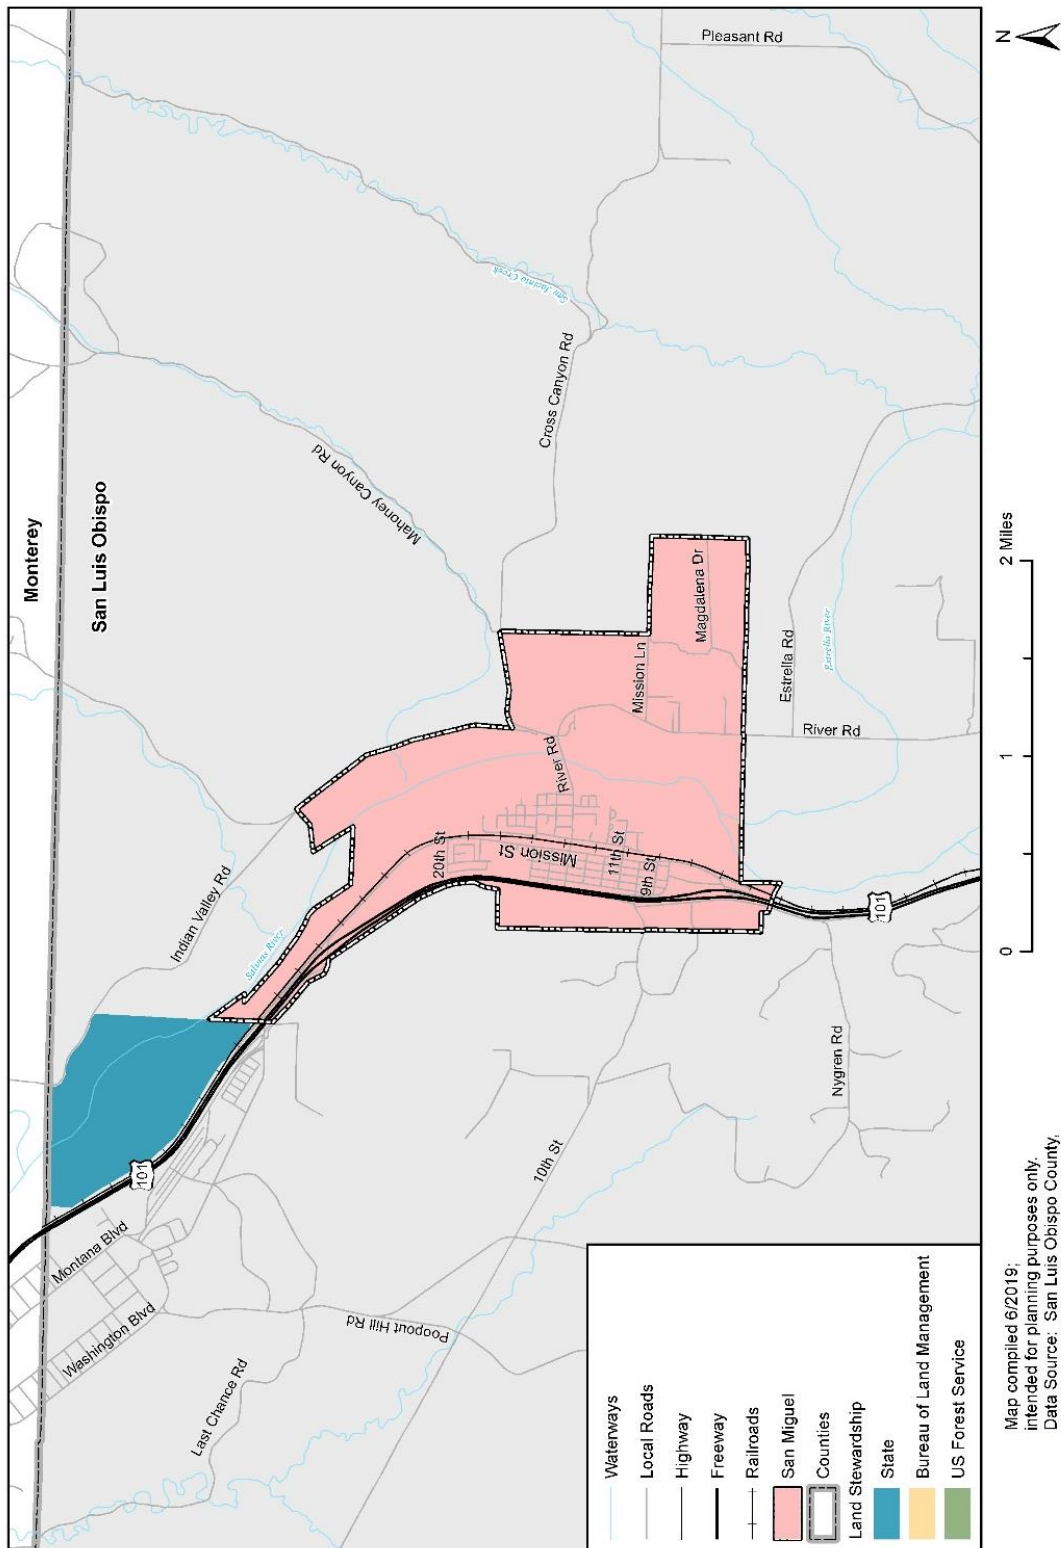 Monterey
San Luis Obispo
Pleasant Rd
San Jacinto Creek
Cross Canyon Rd
Mahoney Canyon Rd
Indian Valley Rd
Salinas River
101
Montana Blvd
Washington Blvd
Last Chance Rd
Poopout Hill Rd
10th St
Nygren Rd
20th St
Mission St
River Rd
11th St
9th St
Mission Ln
Magdalena Dr
Estrella Rd
Estrella River
River Rd
101
Waterways
Local Roads
Highway
Freeway
Railroads
San Miguel
Counties
Land Stewardship
State
Bureau of Land Management
US Forest Service
0 1 2 Miles
N
Map compiled 6/2019;
intended for planning purposes only.
Data Source: San Luis Obispo County,